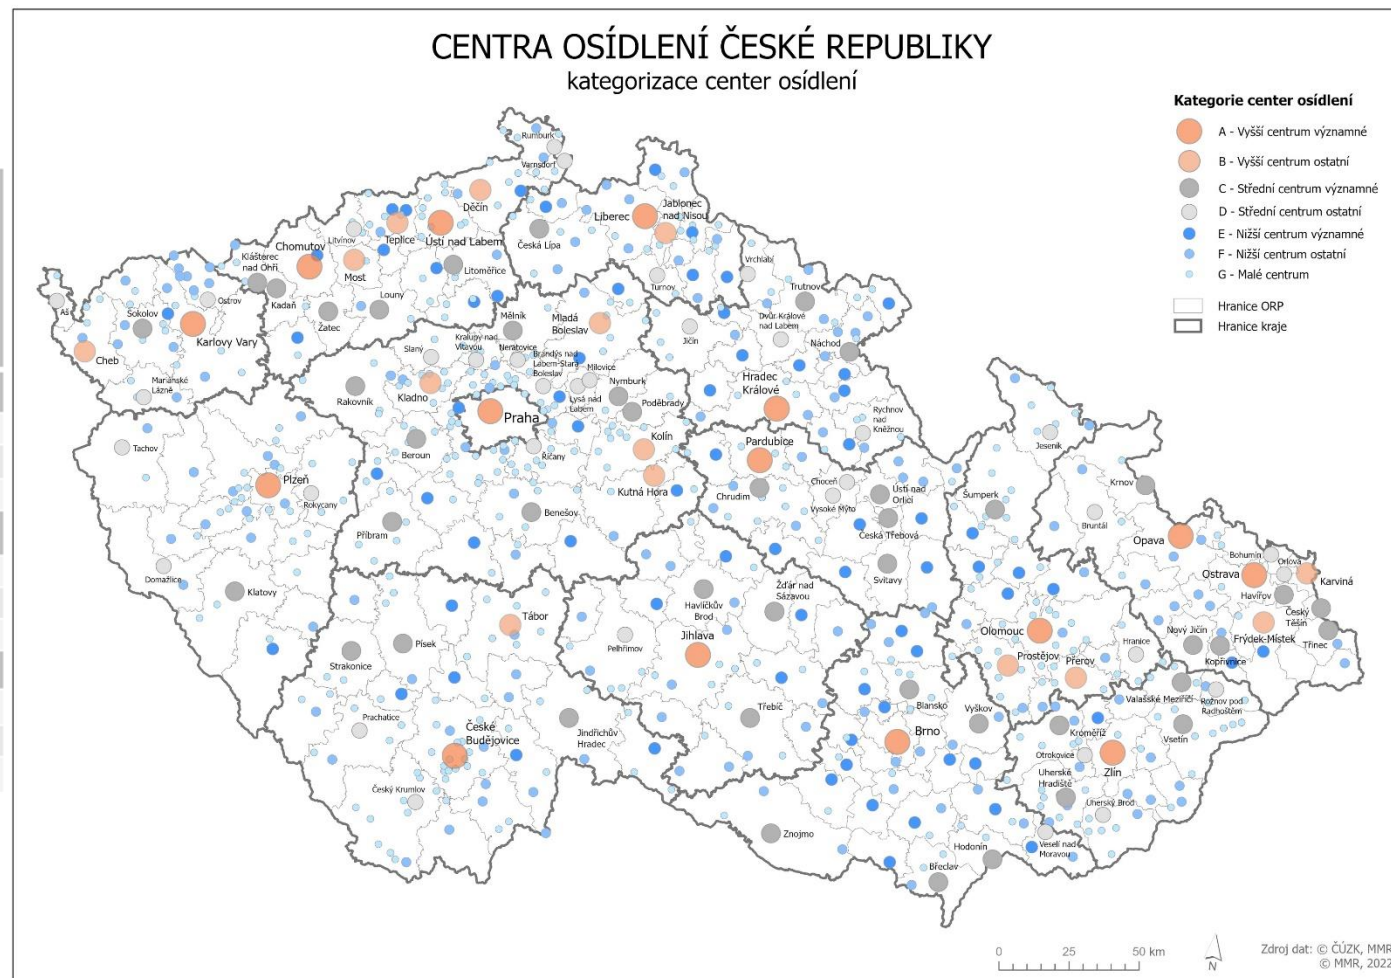 CENTRA OSÍDLENÍ ČESKÉ REPUBLIKY
kategorizace center osídlení
Kategorie center osídlení
A - Vyšší centrum významné
B - Vyšší centrum ostatní
C - Střední centrum významné
D - Střední centrum ostatní
E - Nižší centrum významné
F - Nižší centrum ostatní
G - Malé centrum
Hranice ORP
Hranice kraje
Rumburk
Varnsdorf
Děčín
Liberec
Jablonec
nad Nisou
Teplice
Ústí nad Labem
Česká Lípa
Litvínov
Chomutov
Most
Klášterec
nad Ohří
Kadaň
Litoměřice
Louny
Žatec
Turnov
Vrchlabí
Trutnov
Aš
Sokolov
Ostrov
Karlovy Vary
Cheb
Mariánské
Lázně
Mělník
Mladá
Boleslav
Jičín
Dvůr Králové
nad Labem
Náchod
Slaný
Kralupy nad
Vltavou
Neratovice
Brandýs nad
Labem-Stará
Boleslav
Milovice
Lysá nad
Labem
Nymburk
Poděbrady
Rakovník
Kladno
Praha
Hradec
Králové
Rychnov
nad
Kněžnou
Beroun
Říčany
Kolín
Kutná Hora
Pardubice
Chrudim
Choceň
Vysoké Mýto
Ústí nad
Orlicí
Česká Třebová
Svitavy
Jeseník
Šumperk
Krnov
Bruntál
Opava
Bohumín
Orlová
Ostrava
Karviná
Havířov
Český
Těšín
Třinec
Frýdek-Místek
Nový Jičín
Kopřivnice
Tachov
Plzeň
Rokycany
Domažlice
Klatovy
Příbram
Benešov
Tábor
Písek
Strakonice
Prachatice
České
Budějovice
Český Krumlov
Jindřichův
Hradec
Pelhřimov
Havlíčkův
Brod
Žďár nad
Sázavou
Jihlava
Třebíč
Znojmo
Olomouc
Prostějov
Přerov
Hranice
Valašské Meziříčí
Rožnov pod
Radhoštěm
Vsetín
Blansko
Vyškov
Brno
Kroměříž
Otrokovice
Zlín
Uherské
Hradiště
Uherský Brod
Veselí nad
Moravou
Hodonín
Břeclav
0 25 50 km
N
Zdroj dat: © ČÚZK, MMR
© MMR, 2022